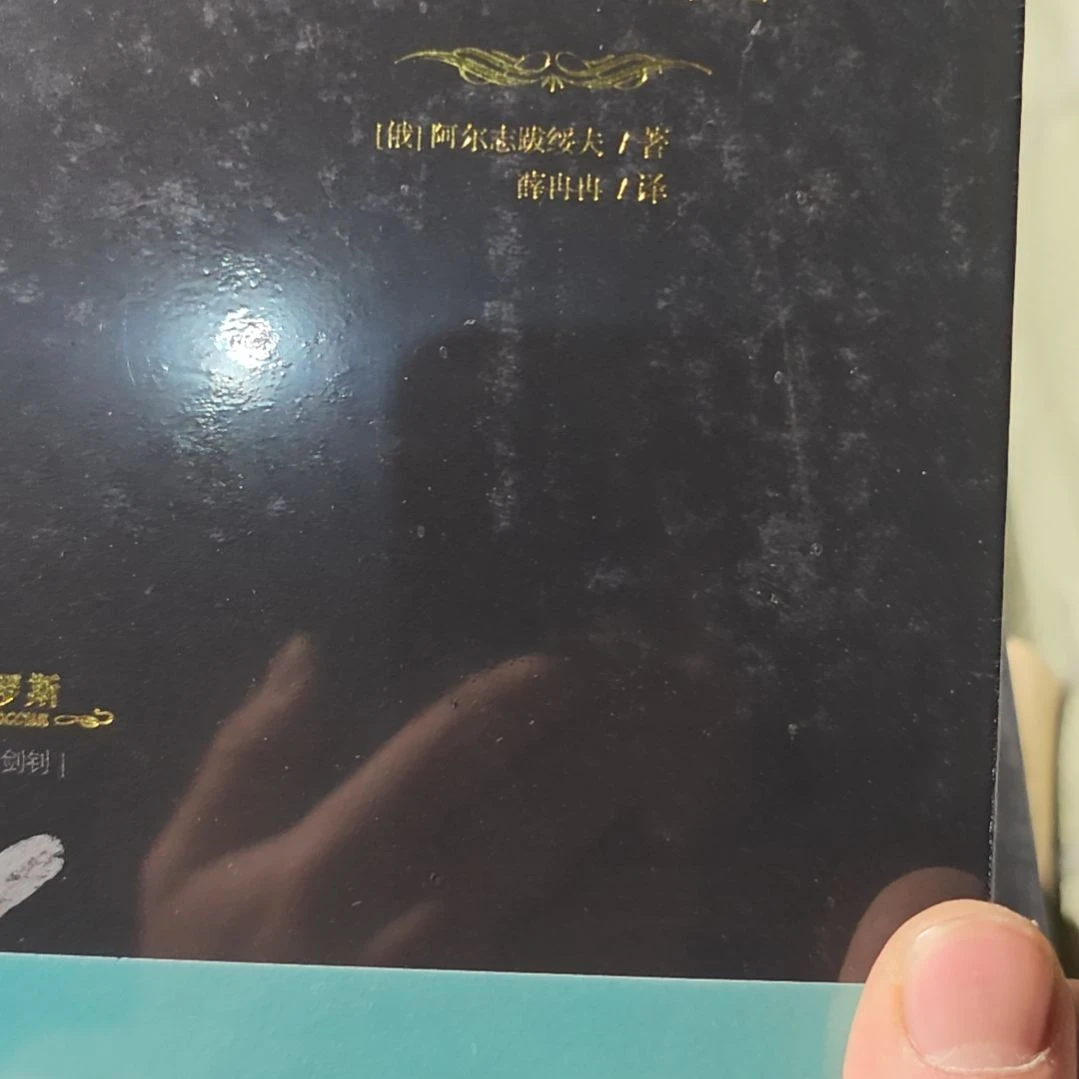 [俄] 阿尔志跋绥夫 / 著
薛冉冉 / 译
罗斯
剑钊 |